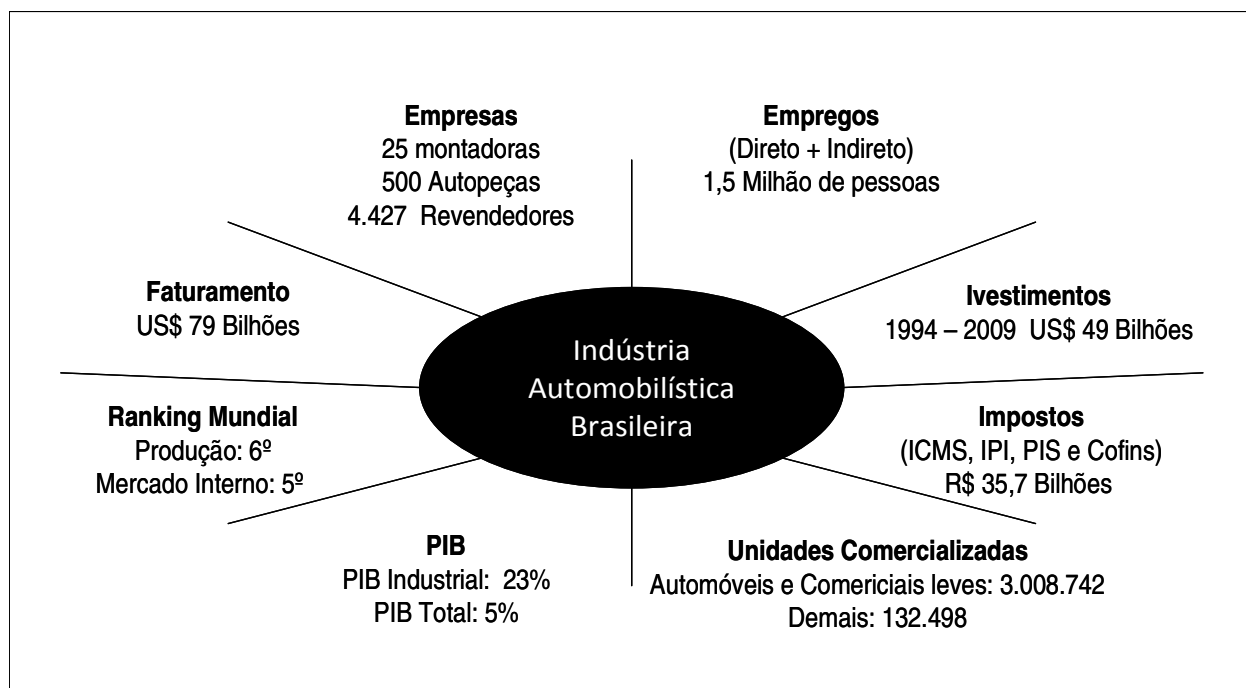 Empresas
25 montadoras
500 Autopeças
4.427 Revendedores
Empregos
(Direto + Indireto)
1,5 Milhão de pessoas
Faturamento
US$ 79 Bilhões
Ivestimentos
1994 – 2009 US$ 49 Bilhões
Indústria
Automobilística
Brasileira
Ranking Mundial
Produção: 6º
Mercado Interno: 5º
Impostos
(ICMS, IPI, PIS e Cofins)
R$ 35,7 Bilhões
PIB
PIB Industrial: 23%
PIB Total: 5%
Unidades Comercializadas
Automóveis e Comericiais leves: 3.008.742
Demais: 132.498